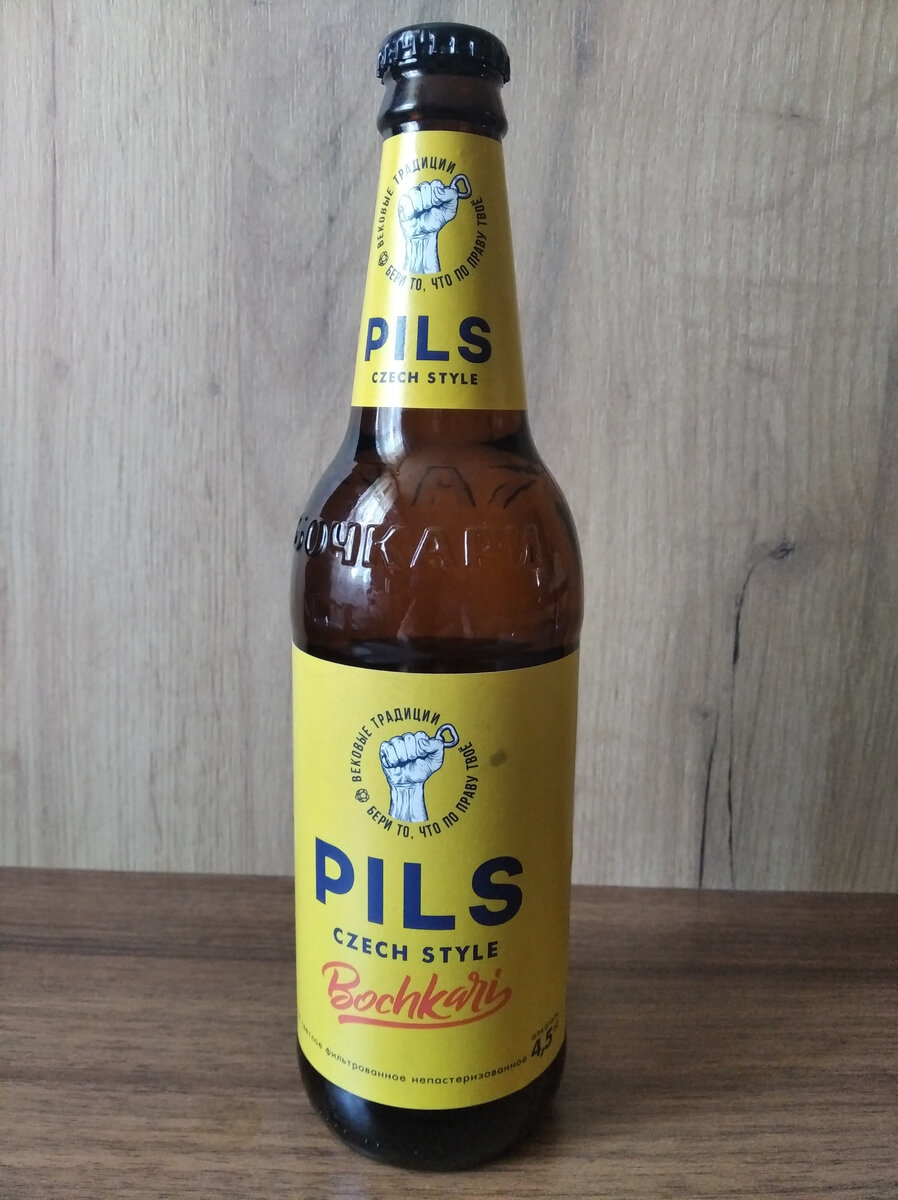 ВЕКОВЫЕ ТРАДИЦИИ
БЕРИ ТО, ЧТО ПО ПРАВУ ТВОЁ
PILS
CZECH STYLE
БОЧКАРИ
ВЕКОВЫЕ ТРАДИЦИИ
БЕРИ ТО, ЧТО ПО ПРАВУ ТВОЁ
PILS
CZECH STYLE
Bochkari
светлое фильтрованное непастеризованное
алкоголь
4,5